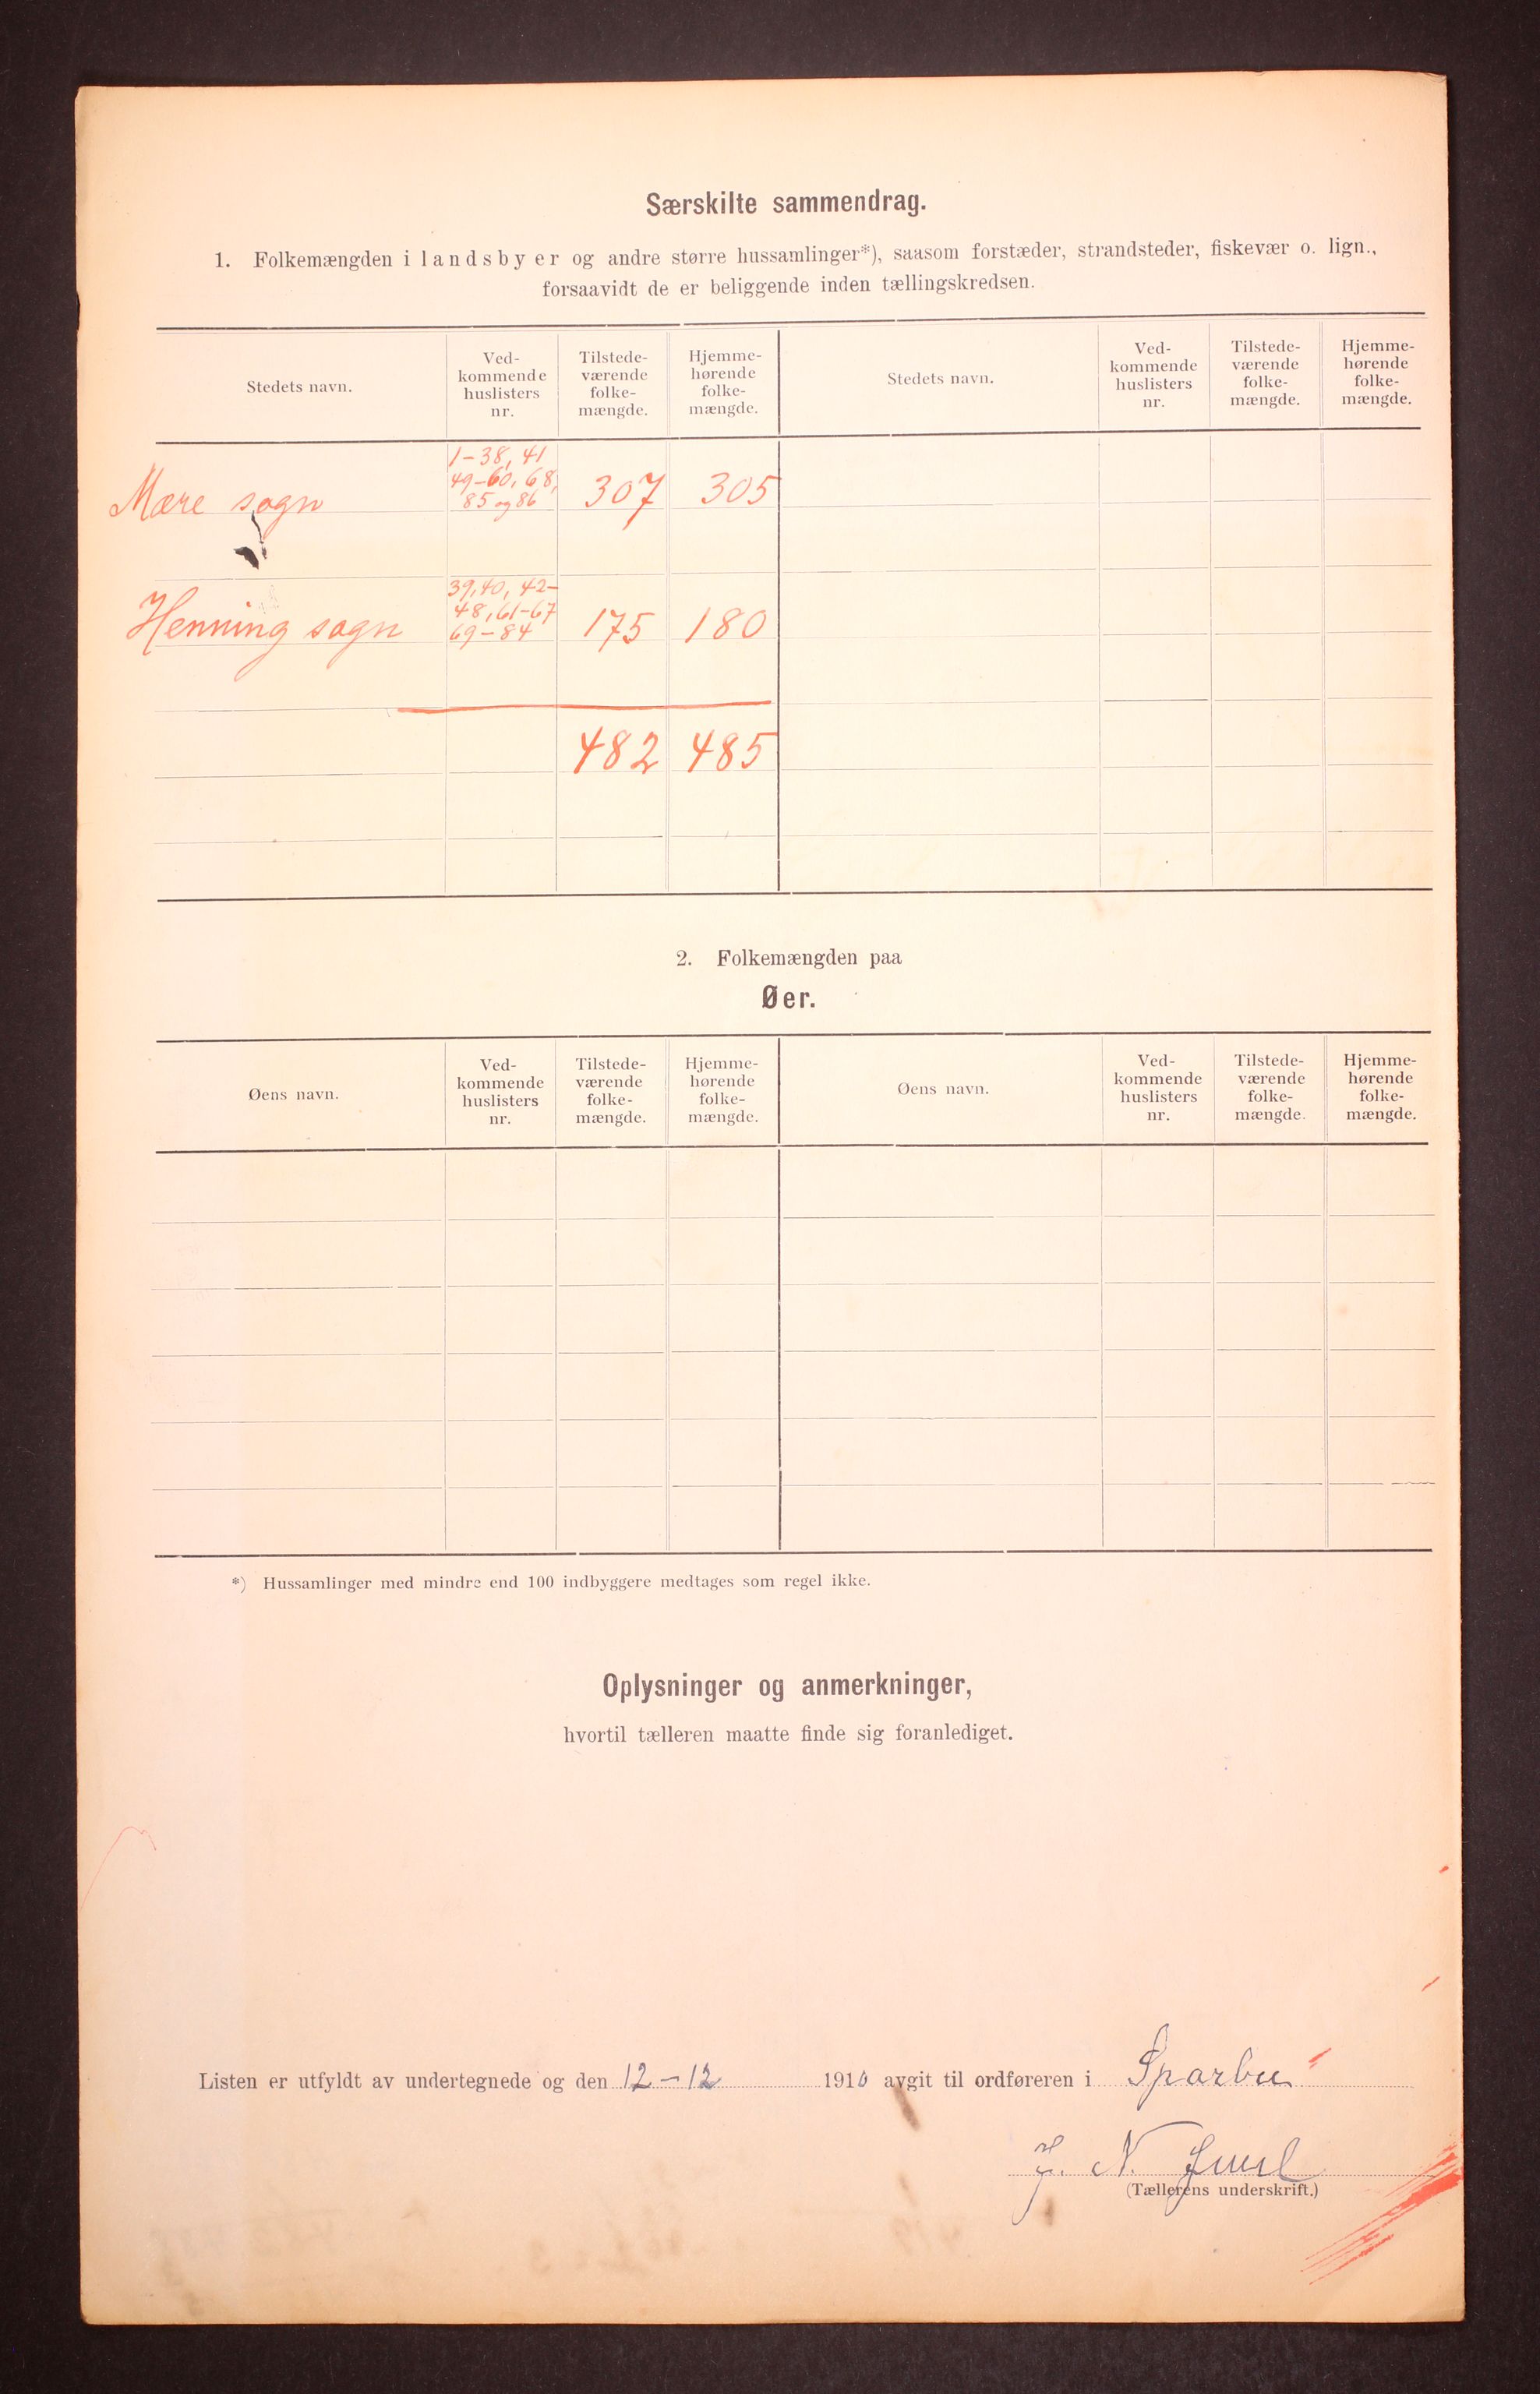 Særskilte sammendrag.
1. Folkemængden i landsbyer og andre større hussamlinger*), saasom forstæder, strandsteder, fiskevær o. lign.,
forsaavidt de er beliggende inden tællingskredsen.
Stedets navn.
Ved-
kommende
huslisters
nr.
Tilstede-
værende
folke-
mængde.
Hjemme-
hørende
folke-
mængde.
Stedets navn.
Ved-
kommende
huslisters
nr.
Tilstede-
værende
folke-
mængde.
Hjemme-
hørende
folke-
mængde.
Mære sogn
1-38, 41
49-60, 68,
85 og 86
307
305
Henning sogn
39, 40, 42-
48, 61-67
69-84
175
180
482
485
2. Folkemængden paa
Øer.
Øens navn.
Ved-
kommende
huslisters
nr.
Tilstede-
værende
folke-
mængde.
Hjemme-
hørende
folke-
mængde.
Øens navn.
Ved-
kommende
huslisters
nr.
Tilstede-
værende
folke-
mængde.
Hjemme-
hørende
folke-
mængde.
*) Hussamlinger med mindre end 100 indbyggere medtages som regel ikke.
Oplysninger og anmerkninger,
hvortil tælleren maatte finde sig foranlediget.
Listen er utfyldt av undertegnede og den 12-12 1910 avgit til ordføreren i Sparbu
N.
(Tællerens underskrift.)